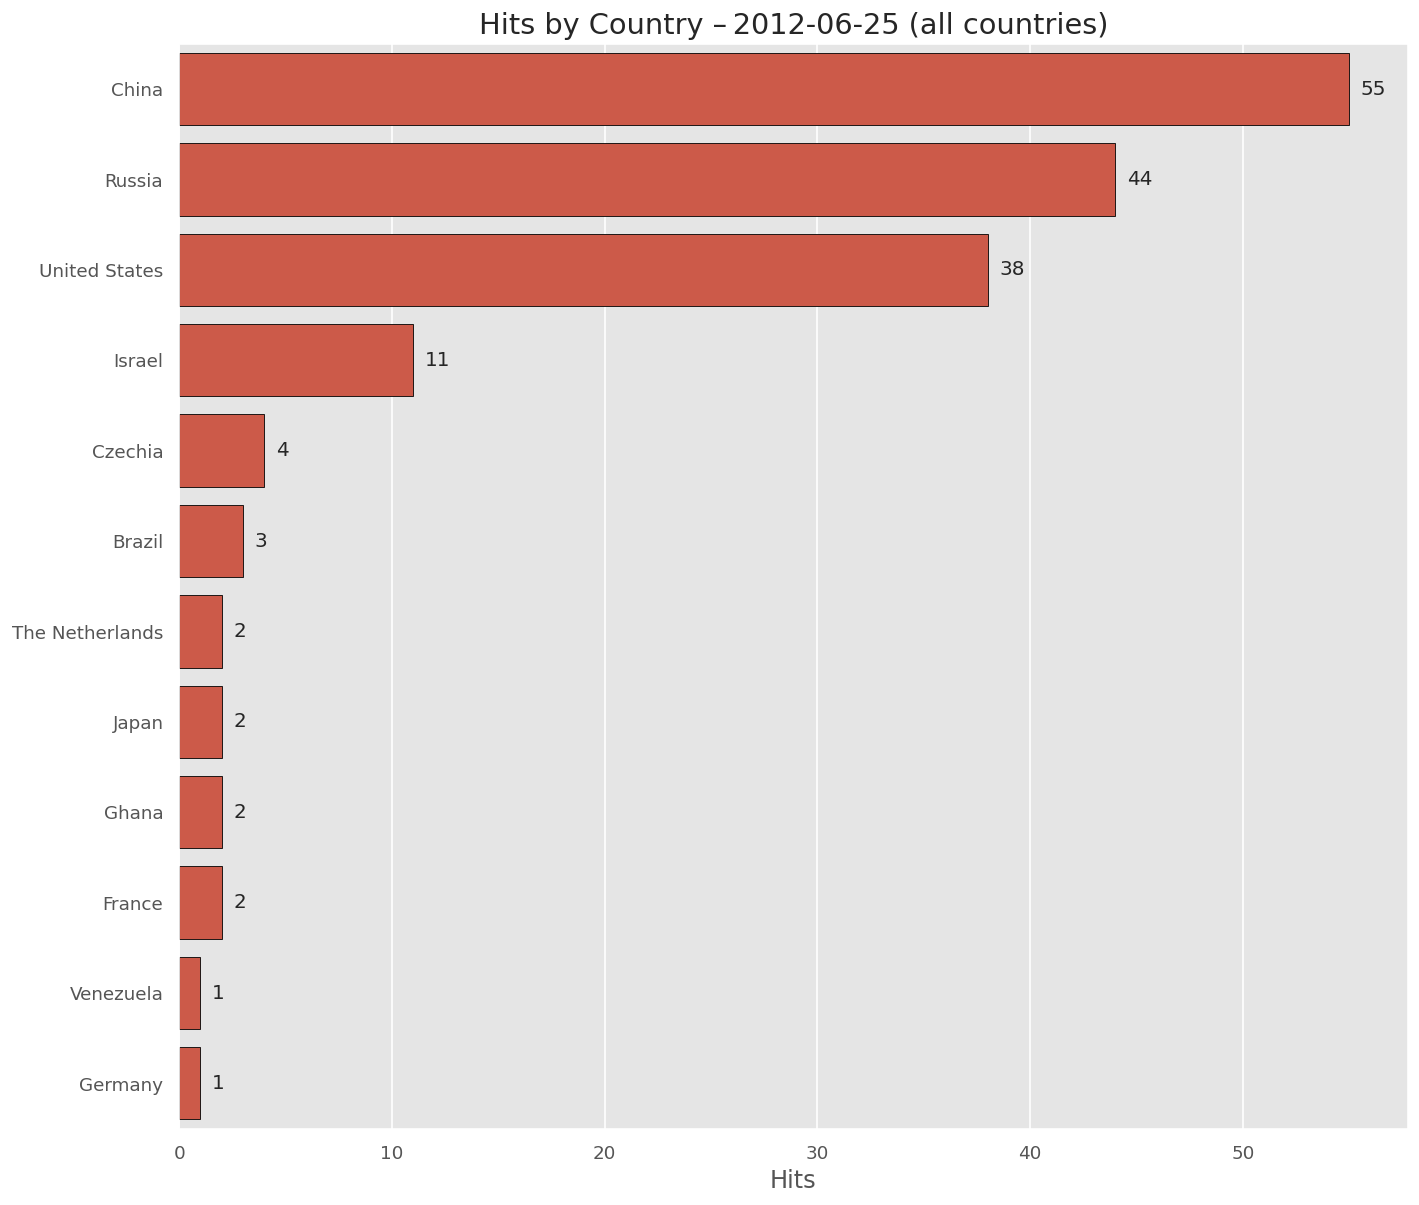 Hits by Country – 2012-06-25 (all countries)
China 55
Russia 44
United States 38
Israel 11
Czechia 4
Brazil 3
The Netherlands 2
Japan 2
Ghana 2
France 2
Venezuela 1
Germany 1
0 10 20 30 40 50
Hits